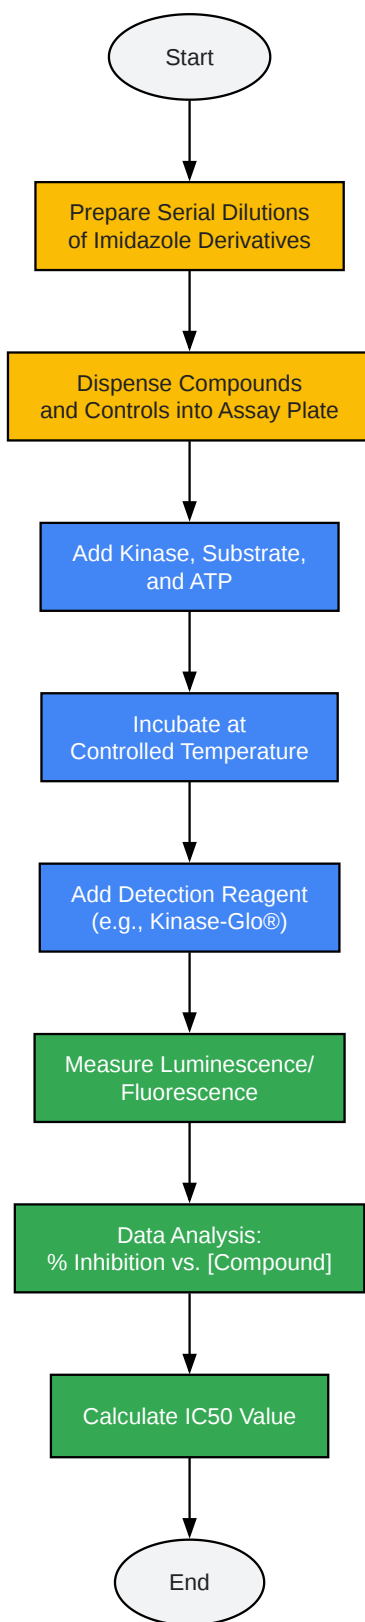 Start
Prepare Serial Dilutions
of Imidazole Derivatives
Dispense Compounds
and Controls into Assay Plate
Add Kinase, Substrate,
and ATP
Incubate at
Controlled Temperature
Add Detection Reagent
(e.g., Kinase-Glo®)
Measure Luminescence/
Fluorescence
Data Analysis:
% Inhibition vs. [Compound]
Calculate IC50 Value
End